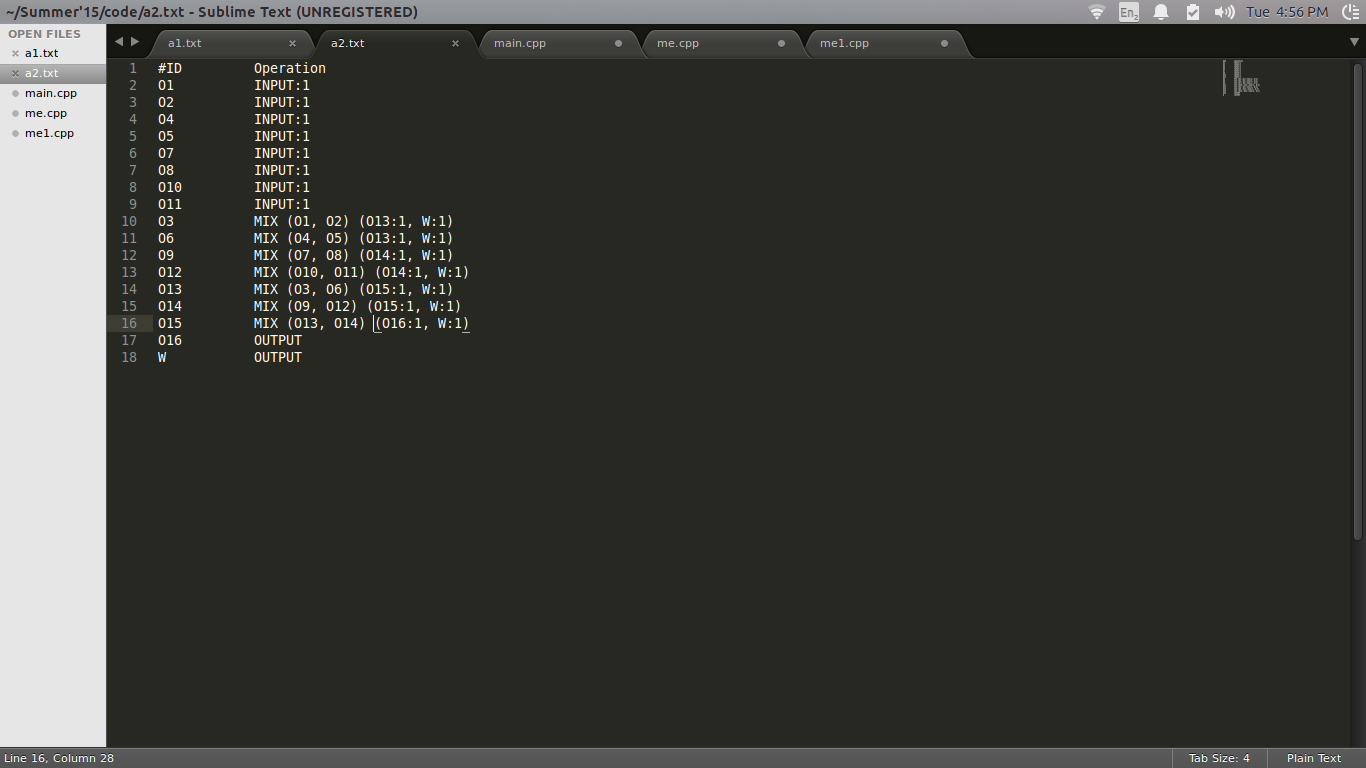 ~/Summer'15/code/a2.txt - Sublime Text (UNREGISTERED)
En2
Tue 4:56 PM
OPEN FILES
a1.txt
a2.txt
main.cpp
me.cpp
me1.cpp
a1.txt
a2.txt
main.cpp
me.cpp
me1.cpp
1 #ID Operation
2 O1 INPUT:1
3 O2 INPUT:1
4 O4 INPUT:1
5 O5 INPUT:1
6 O7 INPUT:1
7 O8 INPUT:1
8 O10 INPUT:1
9 O11 INPUT:1
10 O3 MIX (O1, O2) (O13:1, W:1)
11 O6 MIX (O4, O5) (O13:1, W:1)
12 O9 MIX (O7, O8) (O14:1, W:1)
13 O12 MIX (O10, O11) (O14:1, W:1)
14 O13 MIX (O3, O6) (O15:1, W:1)
15 O14 MIX (O9, O12) (O15:1, W:1)
16 O15 MIX (O13, O14) (O16:1, W:1)
17 O16 OUTPUT
18 W OUTPUT
Line 16, Column 28
Tab Size: 4
Plain Text